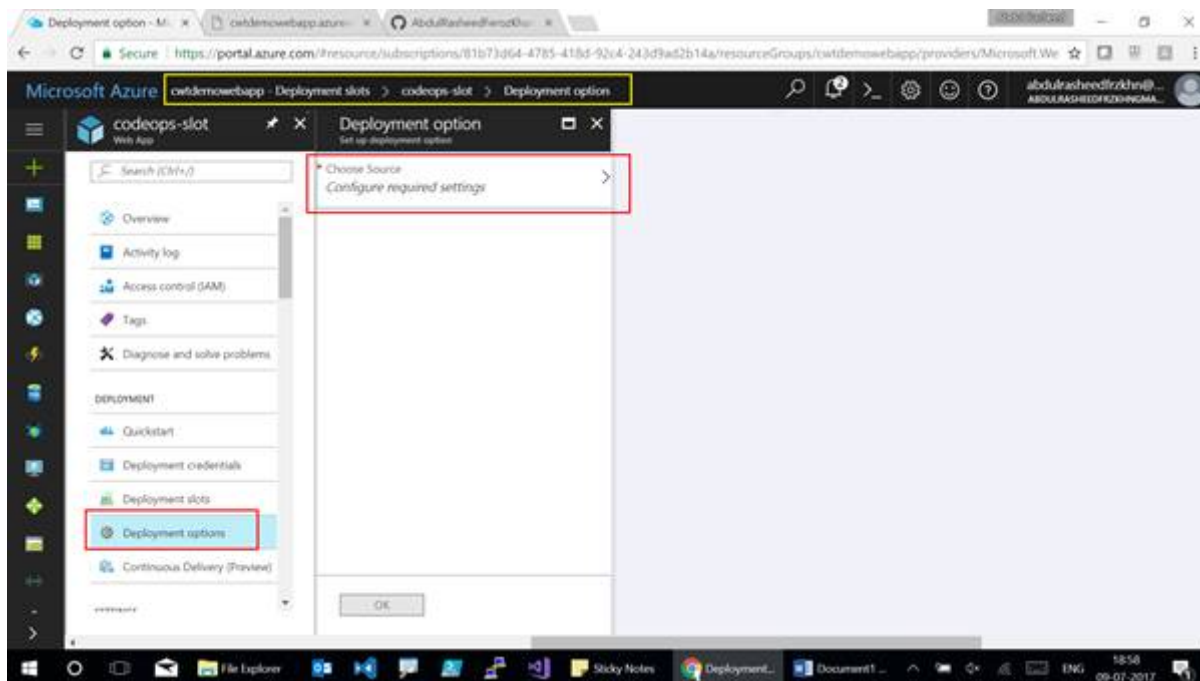 Deployment option - M
cwtdemowebapp.azure
Secure https://portal.azure.com/#resource/subscriptions/81b73d64-4785-418d-92c4-243d9ad2b14a/resourceGroups/cwtdemowebapp/providers/Microsoft.We
Microsoft Azure cwtdemowebapp - Deployment slots > codeops-slot > Deployment option
abdulrasheedfrzkhn@...
codeops-slot
Web App
Deployment option
Set up deployment option
Search (Ctrl+/)
* Choose Source
Configure required settings
Overview
Activity log
Access control (IAM)
Tags
Diagnose and solve problems
DEPLOYMENT
Quickstart
Deployment credentials
Deployment slots
Deployment options
Continuous Delivery (Preview)
OK
File Explorer
Sticky Notes
Deployment...
Document1 -
ENG
18:58
09-07-2017